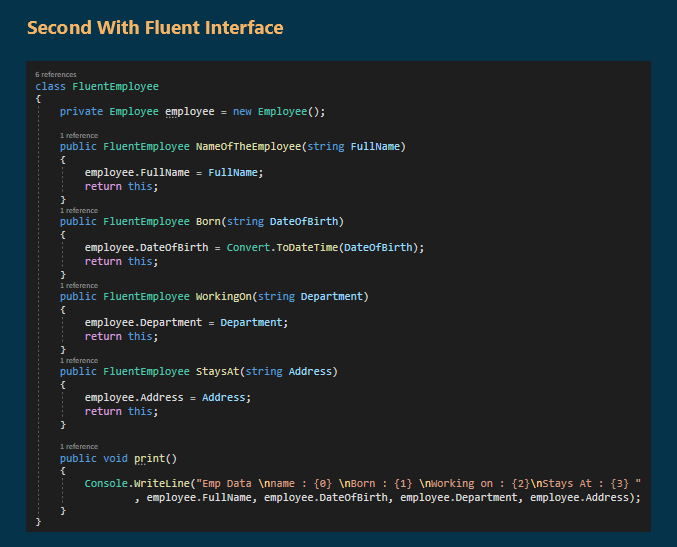 Second With Fluent Interface
6 references
class FluentEmployee
{
private Employee employee = new Employee();
1 reference
public FluentEmployee NameOfTheEmployee(string FullName)
{
employee.FullName = FullName;
return this;
}
1 reference
public FluentEmployee Born(string DateOfBirth)
{
employee.DateOfBirth = Convert.ToDateTime(DateOfBirth);
return this;
}
1 reference
public FluentEmployee WorkingOn(string Department)
{
employee.Department = Department;
return this;
}
1 reference
public FluentEmployee StaysAt(string Address)
{
employee.Address = Address;
return this;
}
1 reference
public void print()
{
Console.WriteLine("Emp Data \nname : {0} \nBorn : {1} \nWorking on : {2}\nStays At : {3} "
, employee.FullName, employee.DateOfBirth, employee.Department, employee.Address);
}
}